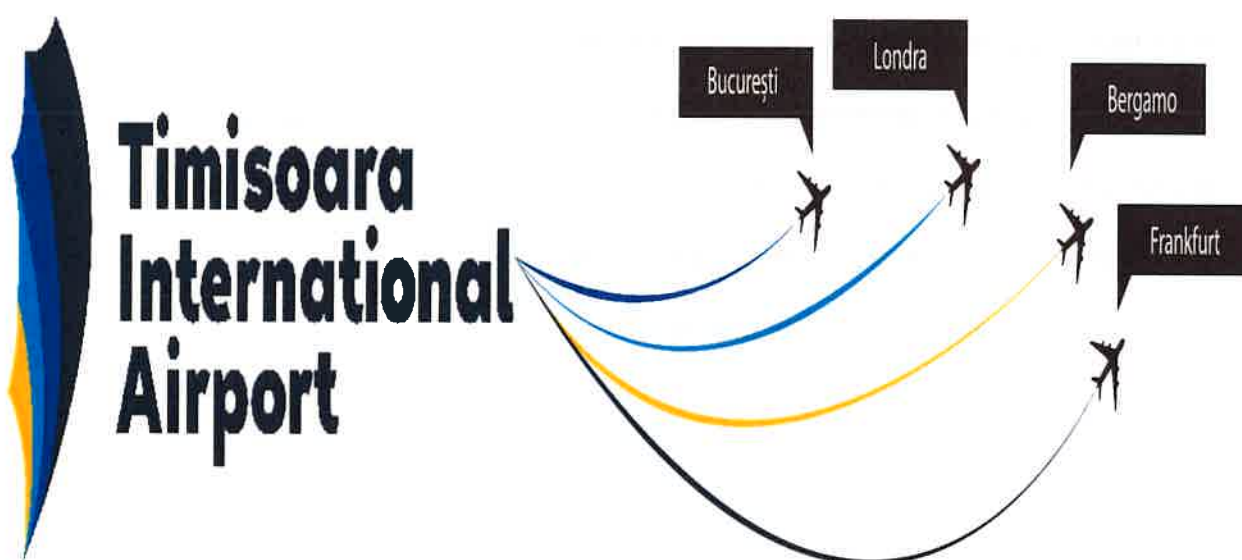 Timisoara
International
Airport
București
Londra
Bergamo
Frankfurt